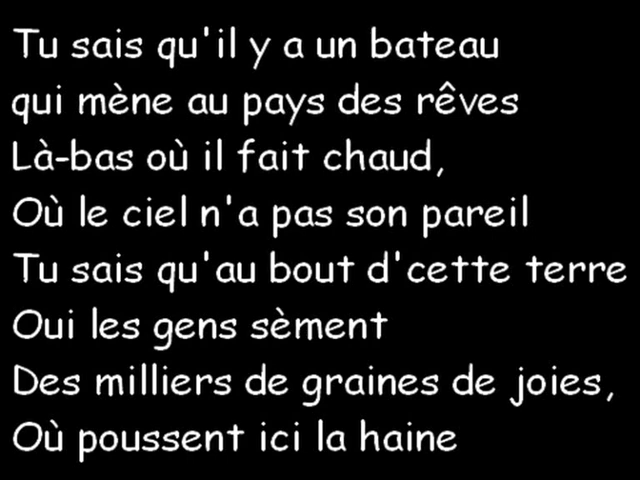 Tu sais qu'il y a un bateau
qui mène au pays des rêves
Là-bas où il fait chaud,
Où le ciel n'a pas son pareil
Tu sais qu'au bout d'cette terre
Oui les gens sèment
Des milliers de graines de joies,
Où poussent ici la haine